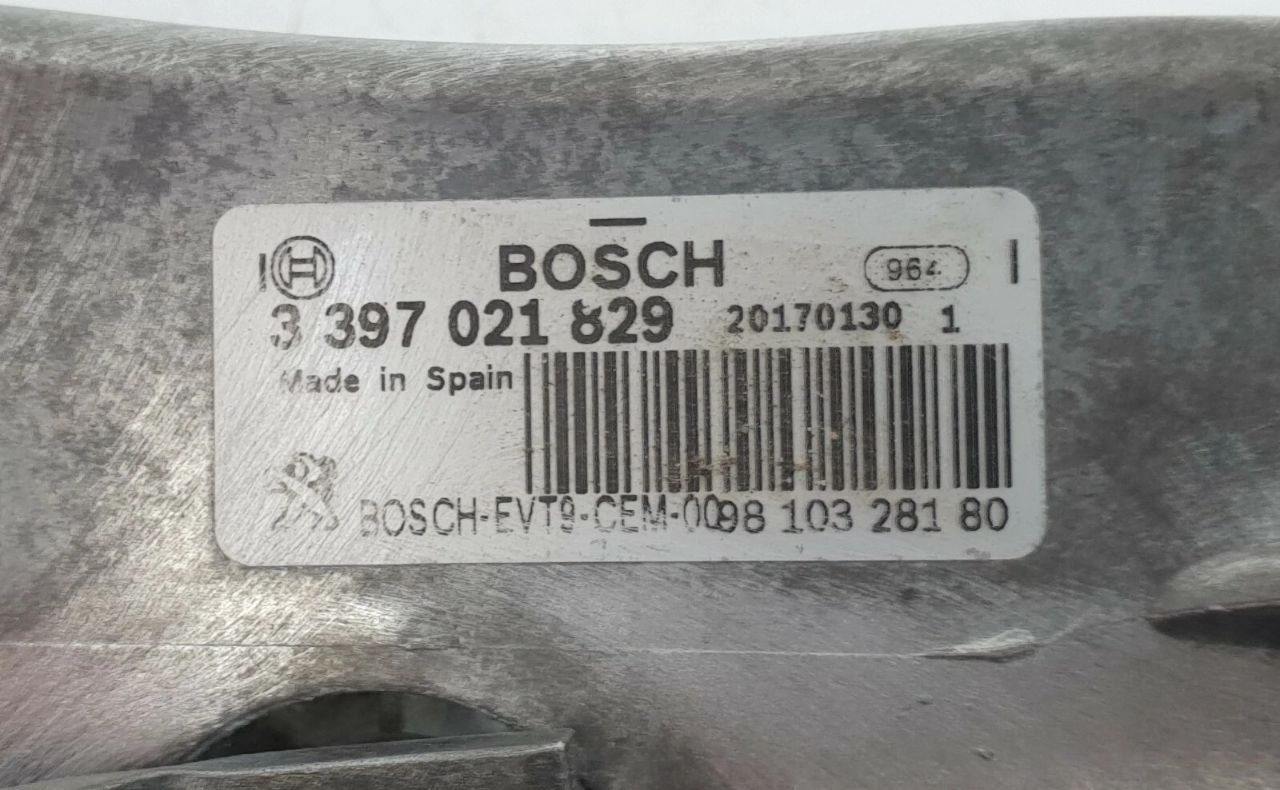 BOSCH 964
3 397 021 829 20170130 1
Made in Spain
BOSCH-EVT9-CEM-00 98 103 281 80